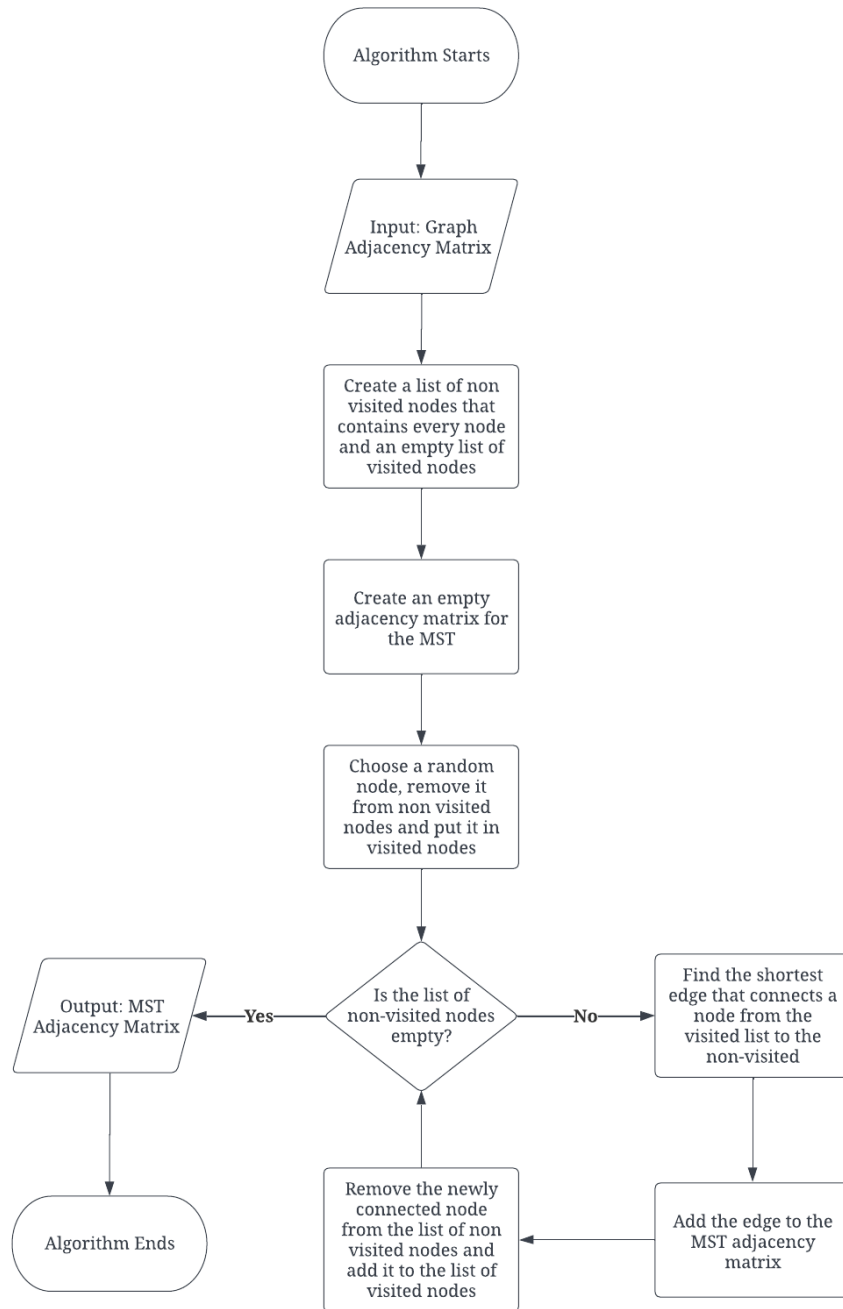 Algorithm Starts
Input: Graph
Adjacency Matrix
Create a list of non
visited nodes that
contains every node
and an empty list of
visited nodes
Create an empty
adjacency matrix for
the MST
Choose a random
node, remove it
from non visited
nodes and put it in
visited nodes
Is the list of
non-visited nodes
empty?
Yes
Output: MST
Adjacency Matrix
Algorithm Ends
No
Find the shortest
edge that connects a
node from the
visited list to the
non-visited
Add the edge to the
MST adjacency
matrix
Remove the newly
connected node
from the list of non
visited nodes and
add it to the list of
visited nodes